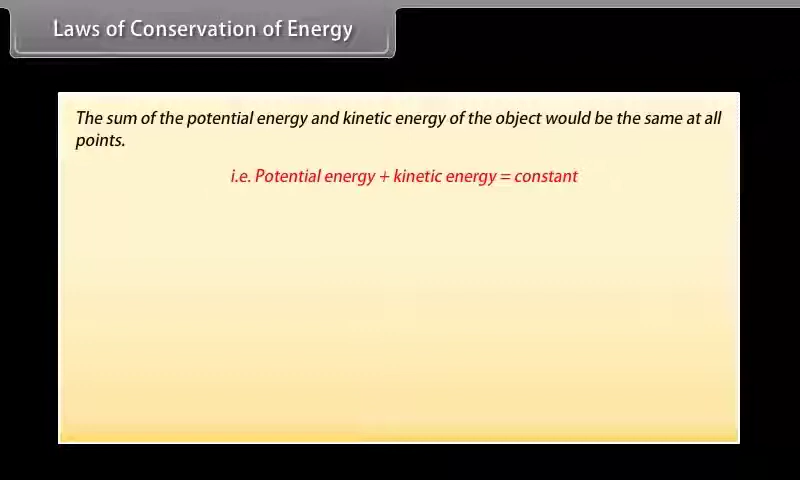 Laws of Conservation of Energy
The sum of the potential energy and kinetic energy of the object would be the same at all
points.
i.e. Potential energy + kinetic energy = constant